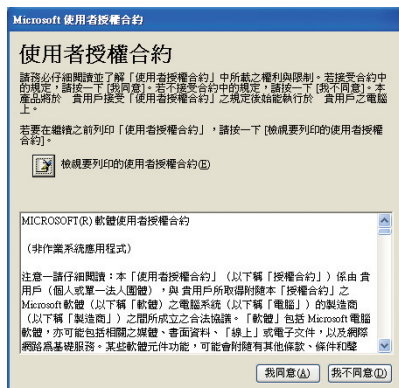 Microsoft 使用者授權合約
使用者授權合約
請務必仔細閱讀並了解「使用者授權合約」中所載之權利與限制。若接受合約中
的規定，請按一下 [我同意]。若不接受合約中的規定，請按一下 [我不同意]。本
產品將於　貴用戶接受「使用者授權合約」之規定後始能執行於　貴用戶之電腦
上。
若要在繼續之前列印「使用者授權合約」，請按一下 [檢視要列印的使用者授權
合約]。
檢視要列印的使用者授權合約(E)
MICROSOFT(R) 軟體使用者授權合約
（非作業系統應用程式）
注意－請仔細閱讀：本「使用者授權合約」（以下稱「授權合約」）係由 貴
用戶（個人或單一法人團體），與 貴用戶所取得附隨本「授權合約」之
Microsoft 軟體（以下稱「軟體）之電腦系統（以下稱「電腦」）的製造商
（以下稱「製造商」）之間所成立之合法協議。「軟體」包括 Microsoft 電腦
軟體，亦可能包括相關之媒體、書面資料、「線上」或電子文件，以及網際
網路為基礎服務。某些軟體元件功能，可能會附隨有其他條款、條件和聲
我同意(A)
我不同意(D)